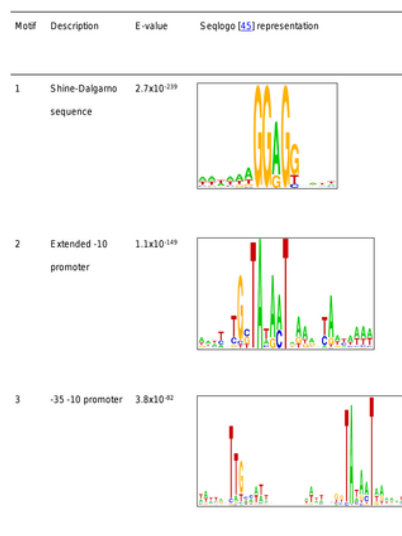 Motif Description E-value Seqlogo [45] representation
1 Shine-Dalgarno 2.7x10-239
sequence
2 Extended -10 1.1x10-149
promoter
3 -35 -10 promoter 3.8x10-82